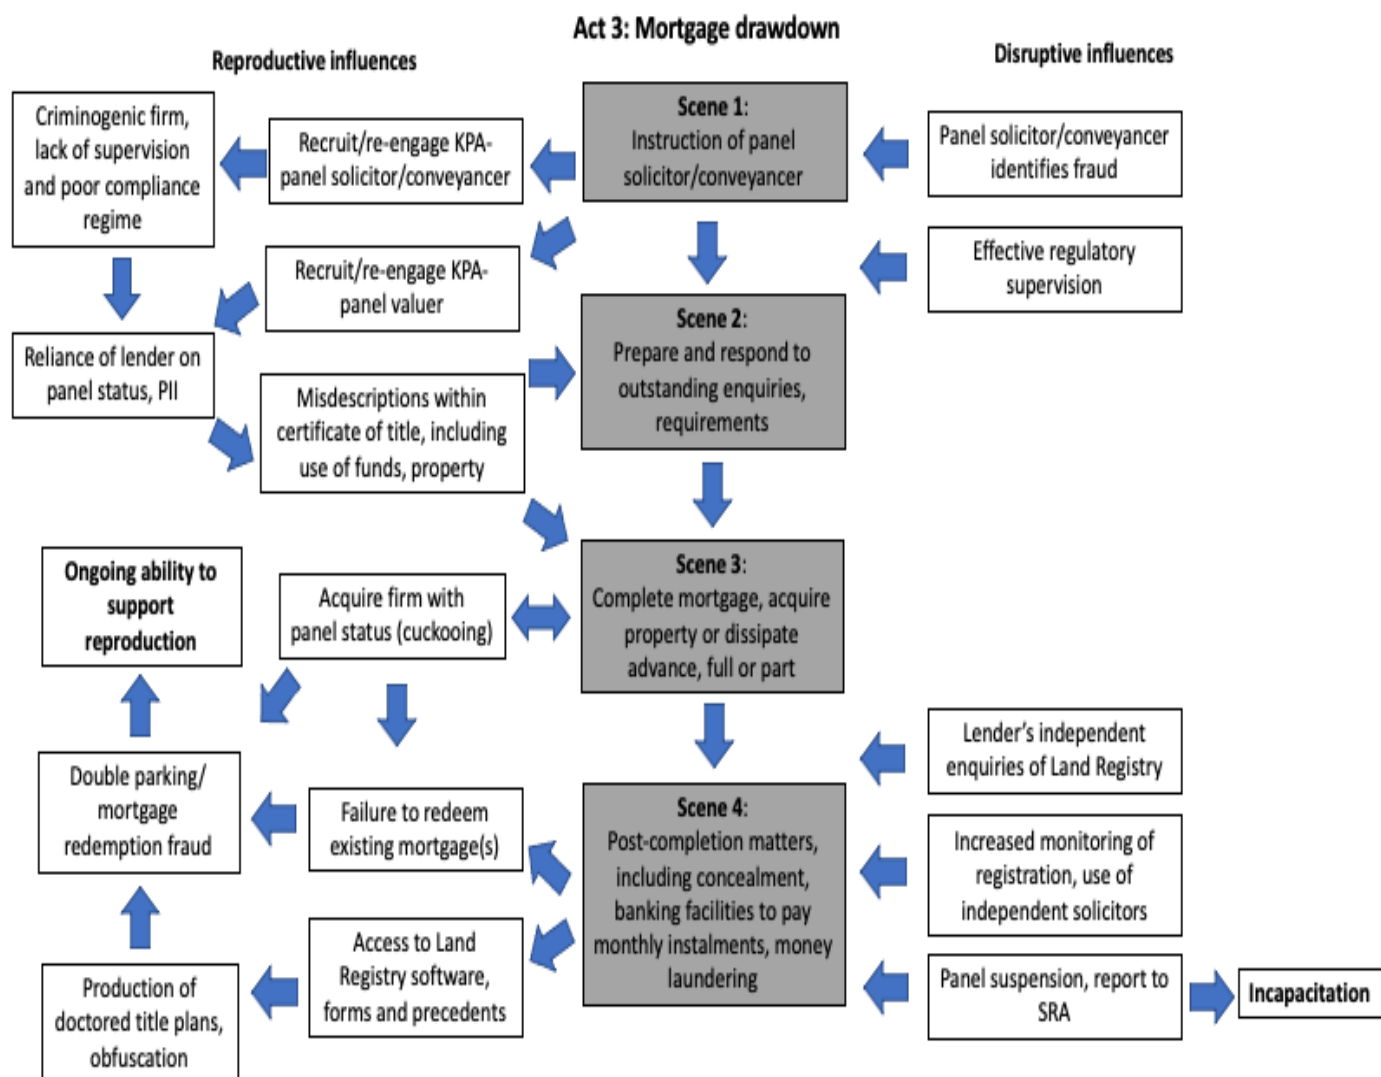 Act 3: Mortgage drawdown
Reproductive influences
Disruptive influences
Criminogenic firm,
lack of supervision
and poor compliance
regime
Recruit/re-engage KPA-
panel solicitor/conveyancer
Scene 1:
Instruction of panel
solicitor/conveyancer
Panel solicitor/conveyancer
identifies fraud
Recruit/re-engage KPA-
panel valuer
Effective regulatory
supervision
Reliance of lender on
panel status, PII
Misdescriptions within
certificate of title, including
use of funds, property
Scene 2:
Prepare and respond to
outstanding enquiries,
requirements
Ongoing ability to
support
reproduction
Acquire firm with
panel status (cuckooing)
Scene 3:
Complete mortgage, acquire
property or dissipate
advance, full or part
Lender's independent
enquiries of Land Registry
Double parking/
mortgage
redemption fraud
Failure to redeem
existing mortgage(s)
Scene 4:
Post-completion matters,
including concealment,
banking facilities to pay
monthly instalments, money
laundering
Increased monitoring of
registration, use of
independent solicitors
Production of
doctored title plans,
obfuscation
Access to Land
Registry software,
forms and precedents
Panel suspension, report to
SRA
Incapacitation